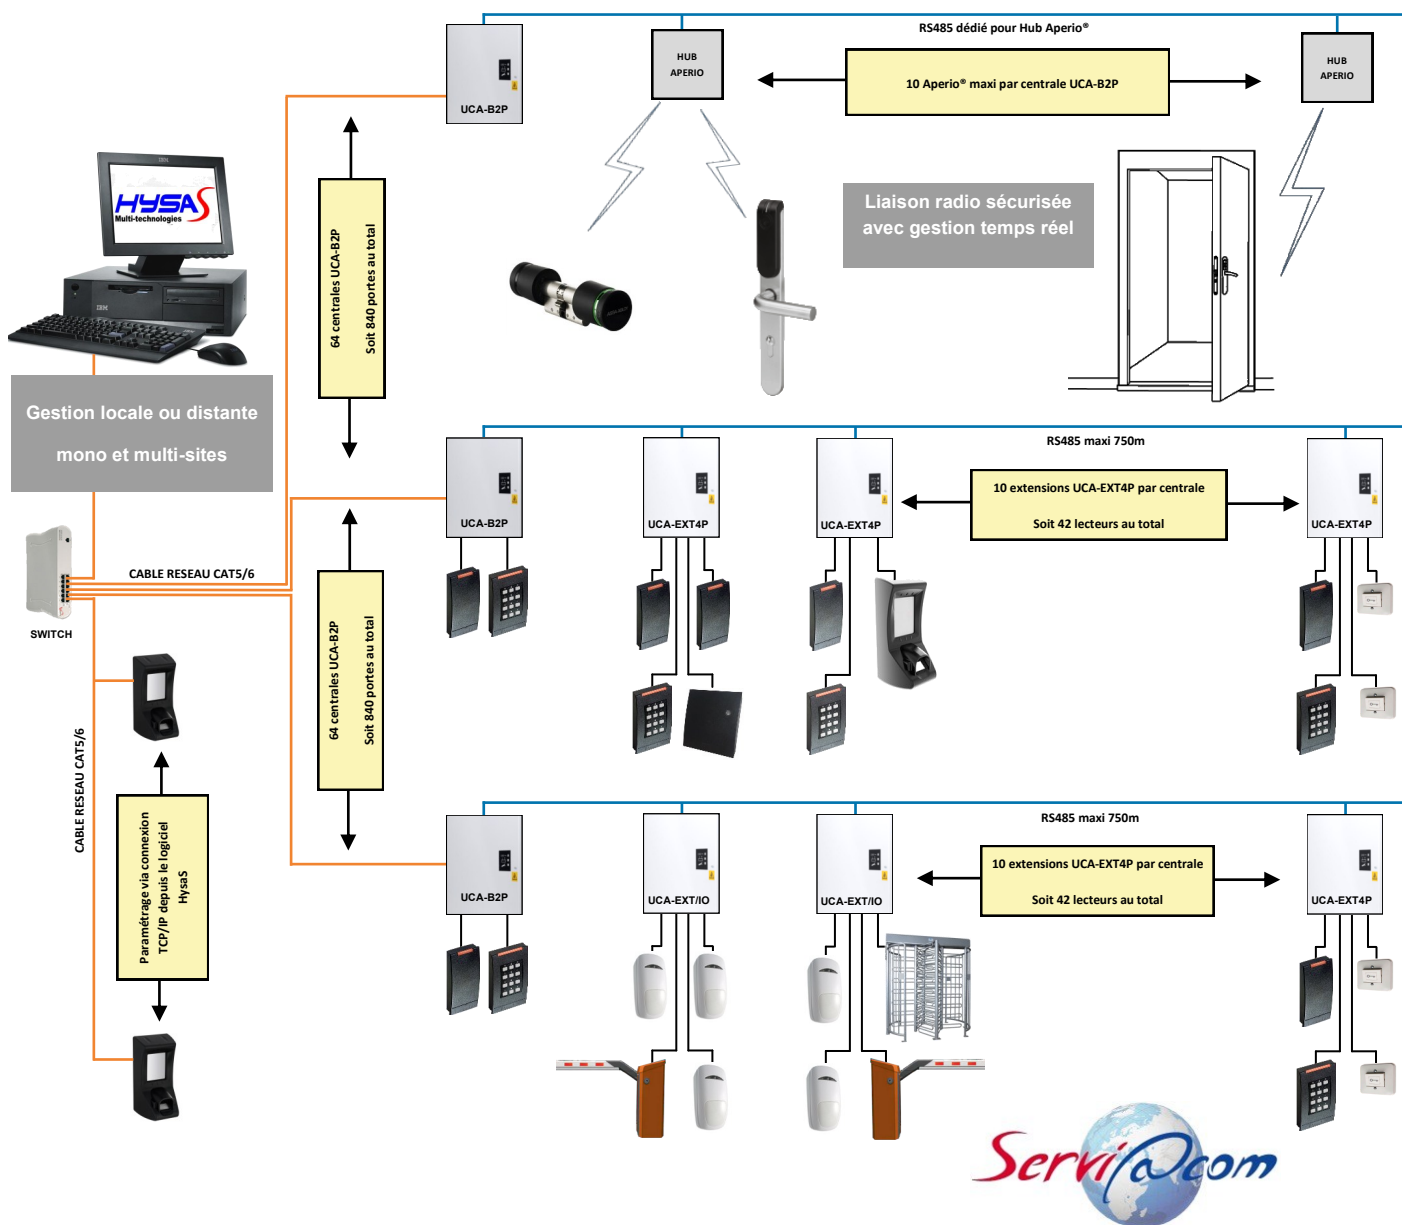 RS485 dédié pour Hub Aperio®
HUB
APERIO
10 Aperio® maxi par centrale UCA-B2P
HUB
APERIO
UCA-B2P
IBM
HYSAS
Multi-technologies
IBM
64 centrales UCA-B2P
Soit 840 portes au total
Liaison radio sécurisée
avec gestion temps réel
Gestion locale ou distante
mono et multi-sites
RS485 maxi 750m
10 extensions UCA-EXT4P par centrale
Soit 42 lecteurs au total
UCA-B2P
UCA-EXT4P
UCA-EXT4P
UCA-EXT4P
CABLE RESEAU CAT5/6
SWITCH
64 centrales UCA-B2P
Soit 840 portes au total
CABLE RESEAU CAT5/6
Paramétrage via connexion
TCP/IP depuis le logiciel
HysaS
RS485 maxi 750m
10 extensions UCA-EXT4P par centrale
Soit 42 lecteurs au total
UCA-B2P
UCA-EXT/IO
UCA-EXT/IO
UCA-EXT4P
Servi@com